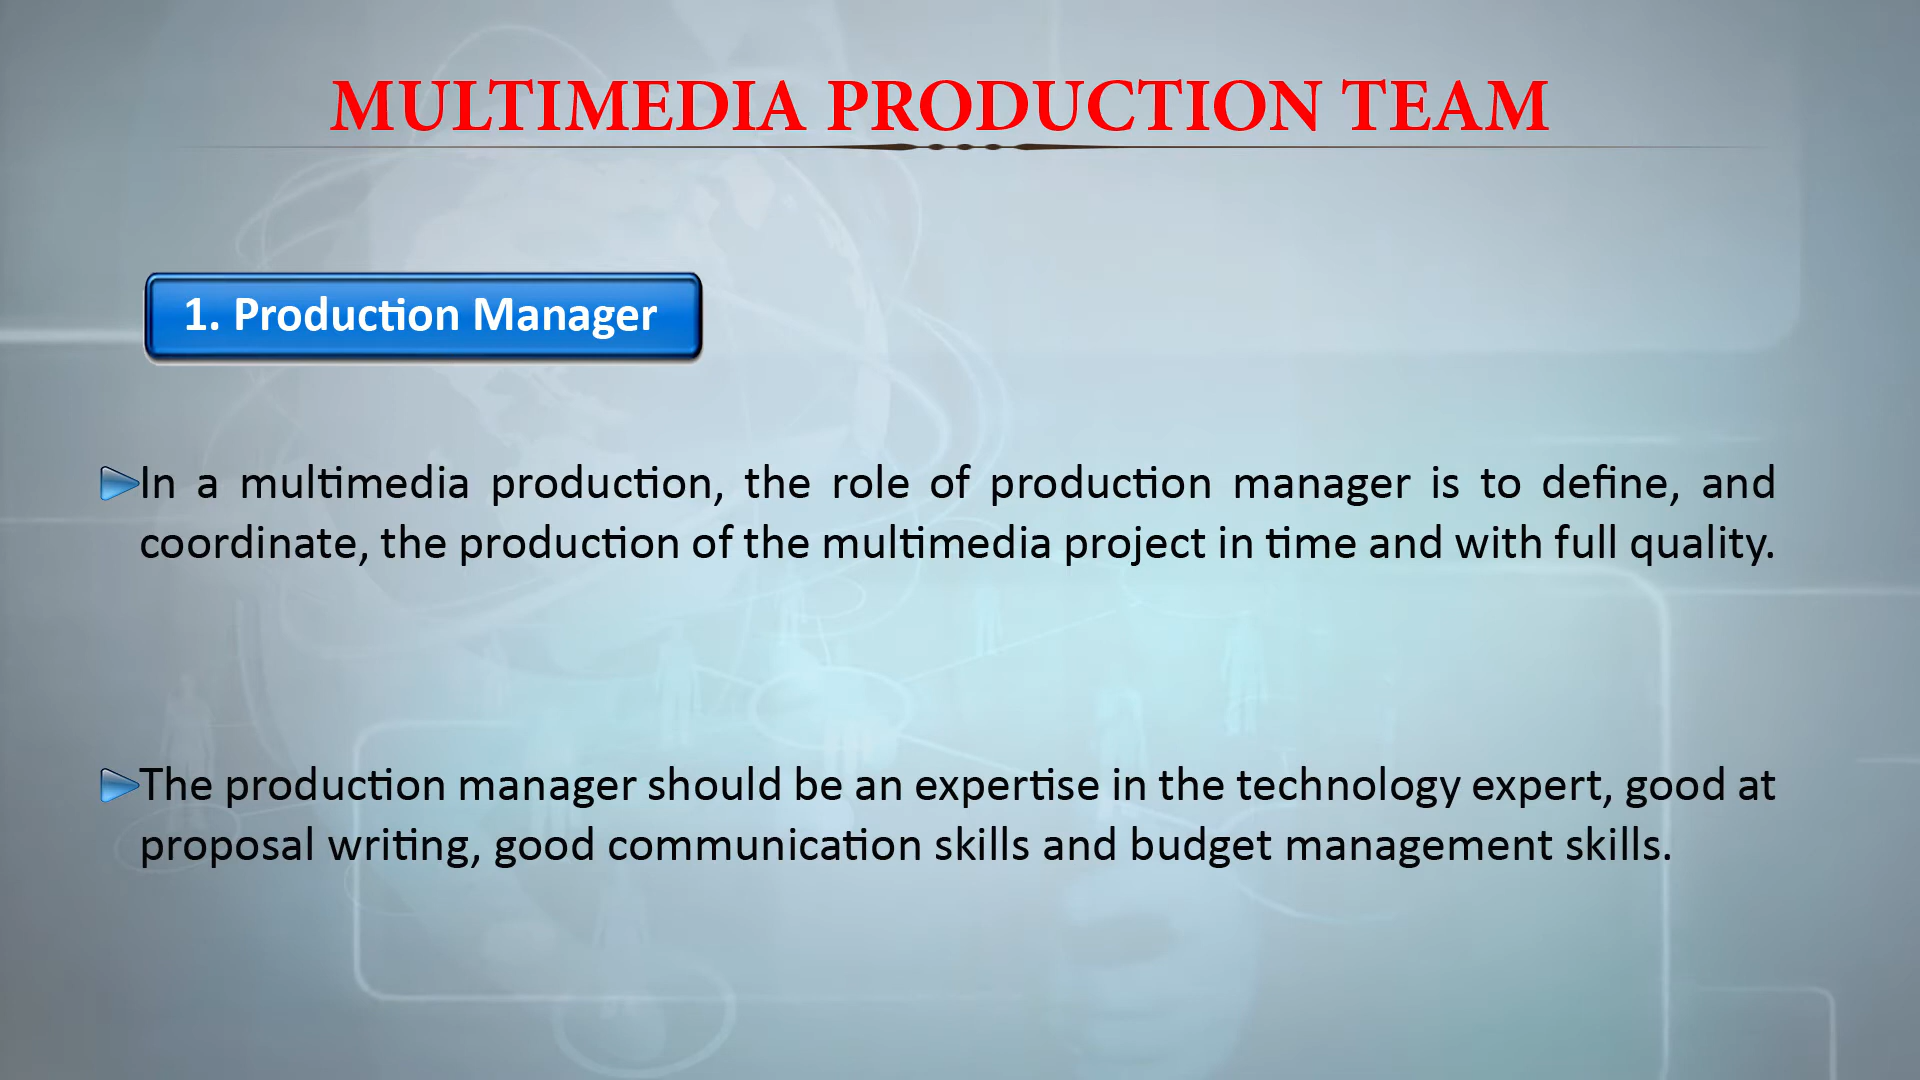 MULTIMEDIA PRODUCTION TEAM
1. Production Manager
In a multimedia production, the role of production manager is to define, and
coordinate, the production of the multimedia project in time and with full quality.
The production manager should be an expertise in the technology expert, good at
proposal writing, good communication skills and budget management skills.